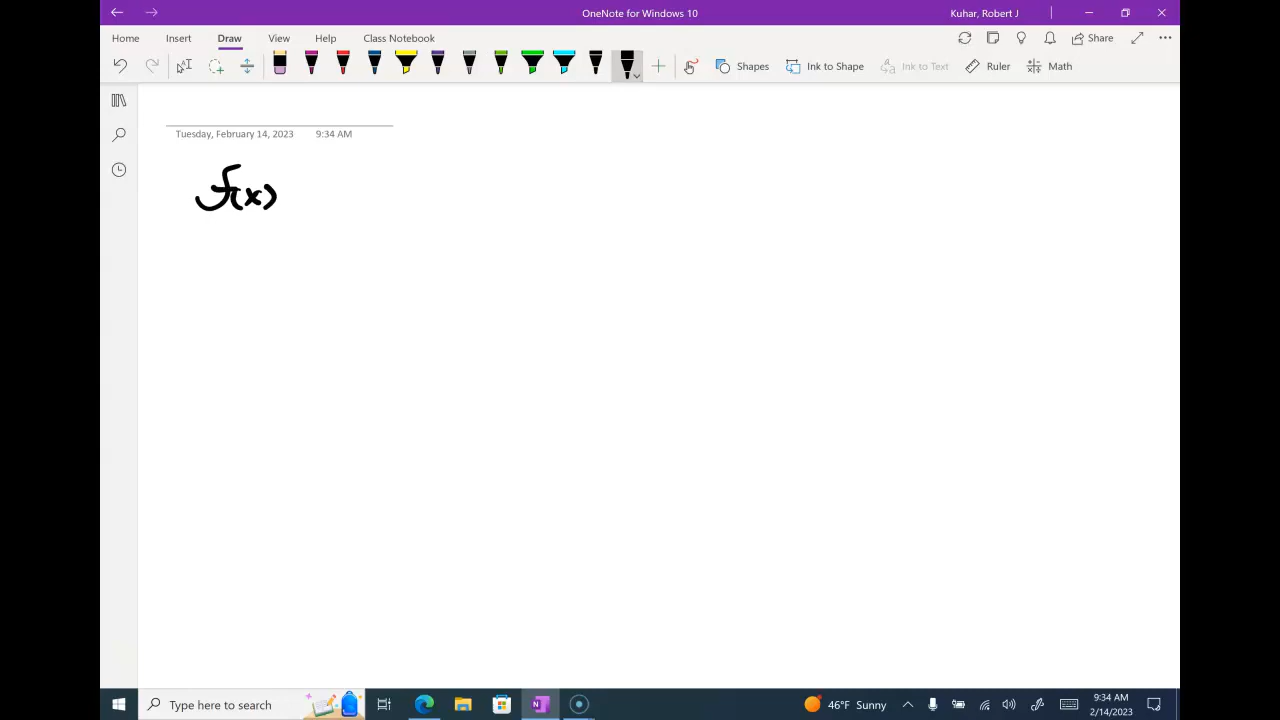 OneNote for Windows 10
Kuhar, Robert J
Home Insert Draw View Help Class Notebook
Share
Shapes Ink to Shape Ink to Text Ruler Math
Tuesday, February 14, 2023 9:34 AM
f(x)
Type here to search
46°F Sunny
9:34 AM
2/14/2023